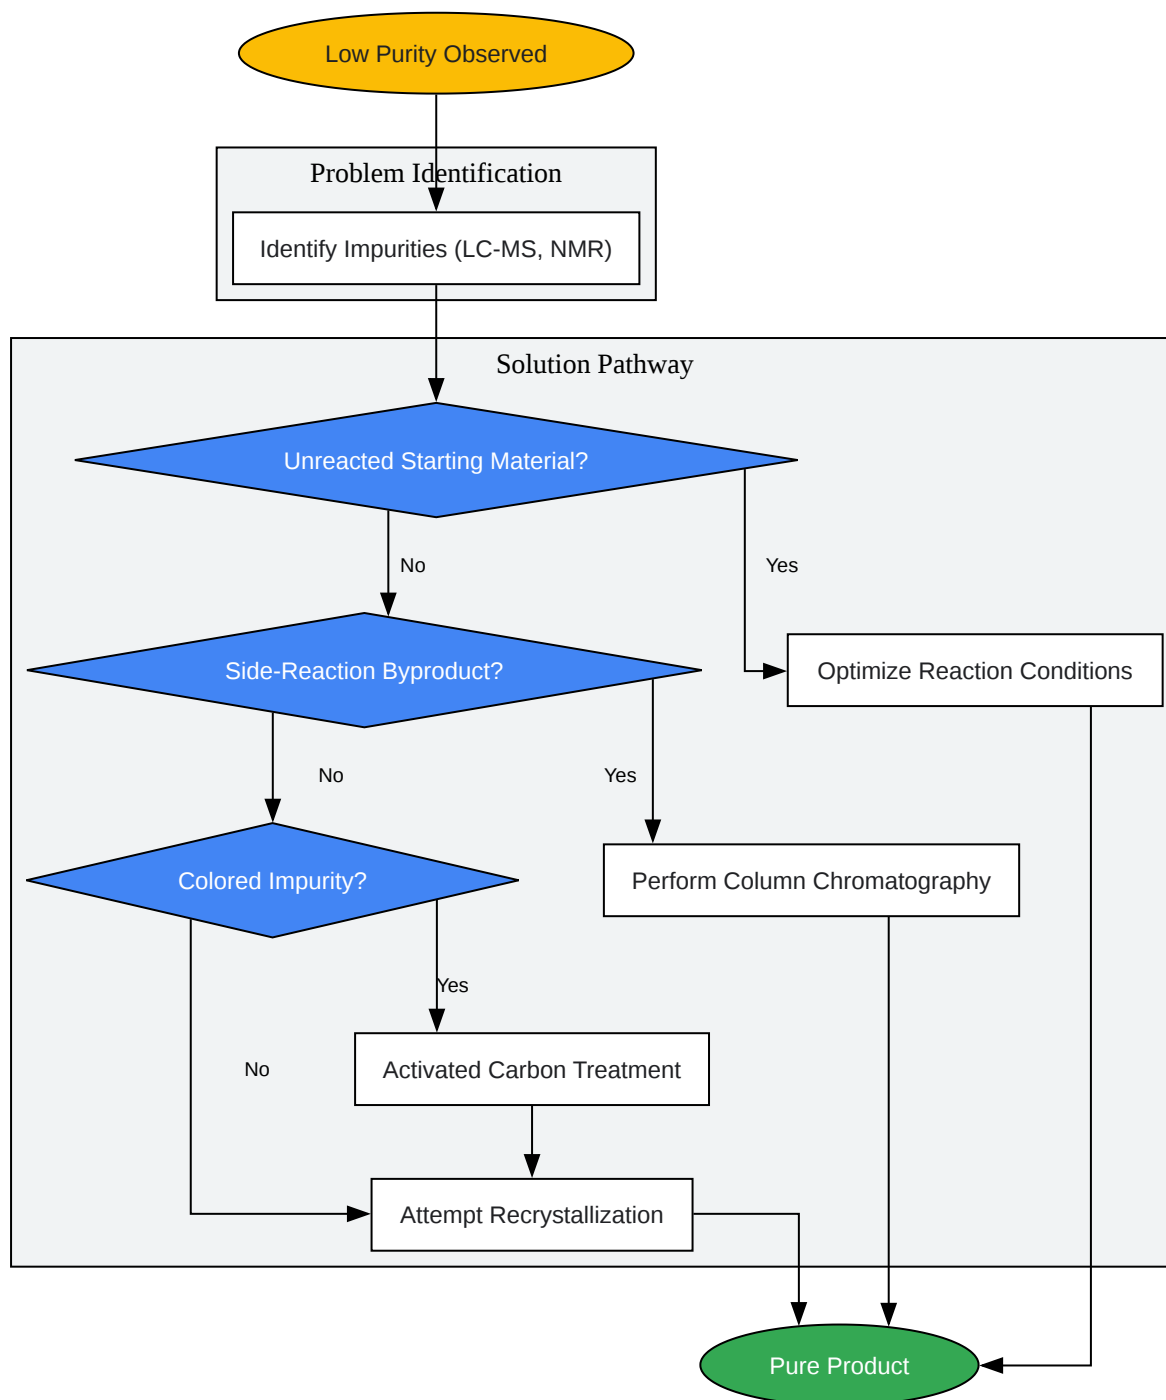 Low Purity Observed
Problem Identification
Identify Impurities (LC-MS, NMR)
Solution Pathway
Unreacted Starting Material?
No
Yes
Side-Reaction Byproduct?
Optimize Reaction Conditions
No
Yes
Colored Impurity?
Perform Column Chromatography
Yes
No
Activated Carbon Treatment
Attempt Recrystallization
Pure Product